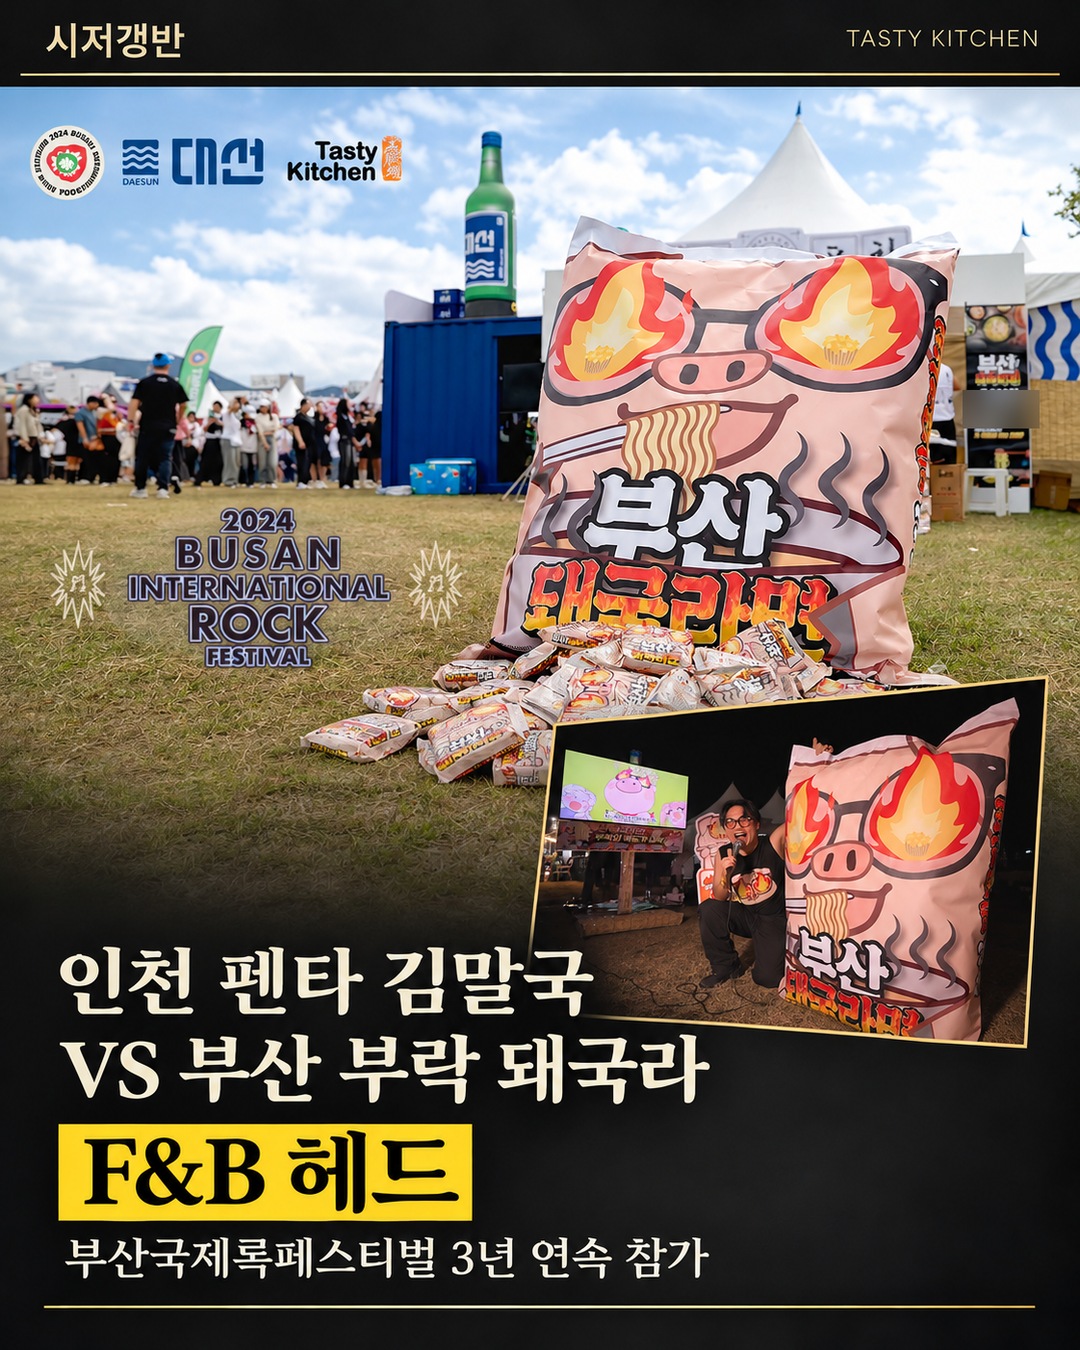 시저갱반
TASTY KITCHEN
DAESUN
대선
Tasty
Kitchen
대선
부산
돼국라면
2024
BUSAN
INTERNATIONAL
ROCK
FESTIVAL
부산
돼국라면
인천 펜타 김말국
VS 부산 부락 돼국라
F&B 헤드
부산국제록페스티벌 3년 연속 참가